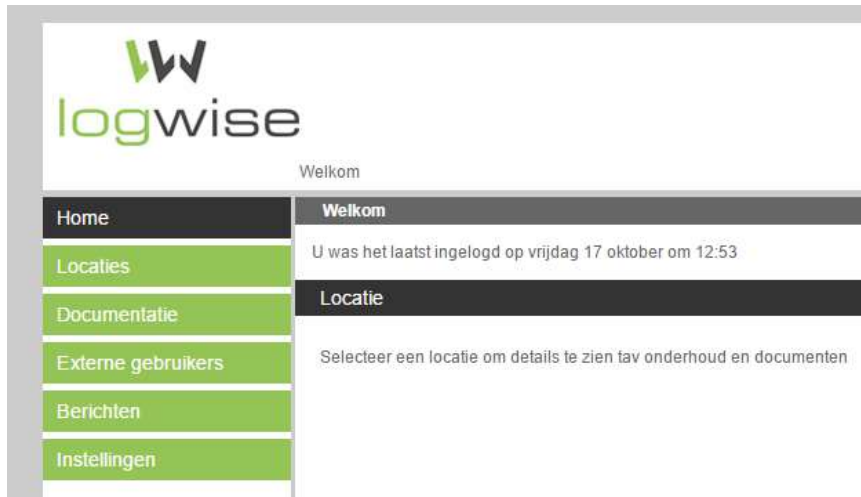 logwise
Welkom
Home
Locaties
Documentatie
Externe gebruikers
Berichten
Instellingen
Welkom
U was het laatst ingelogd op vrijdag 17 oktober om 12:53
Locatie
Selecteer een locatie om details te zien tav onderhoud en documenten